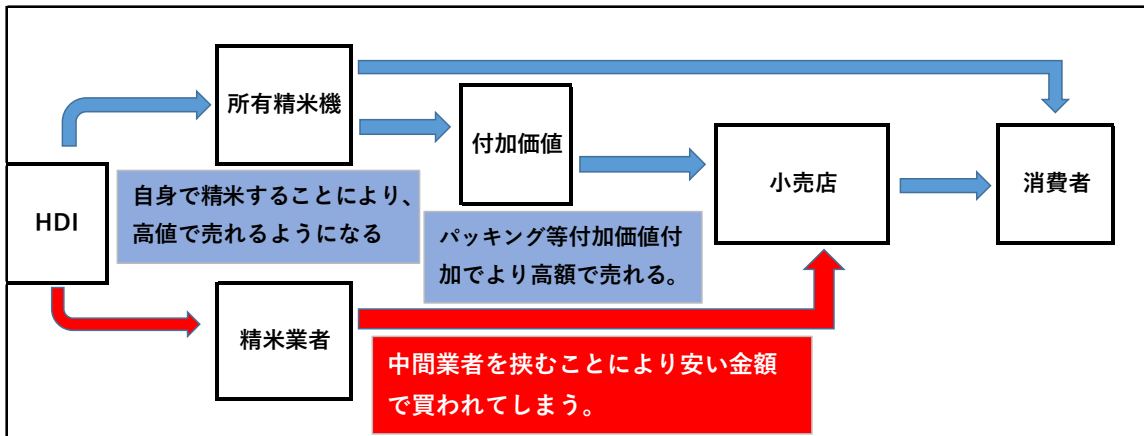 所有精米機
付加価値
小売店
消費者
HDI
自身で精米することにより、
高値で売れるようになる
パッキング等付加価値付
加でより高額で売れる。
精米業者
中間業者を挟むことにより安い金額
で買われてしまう。